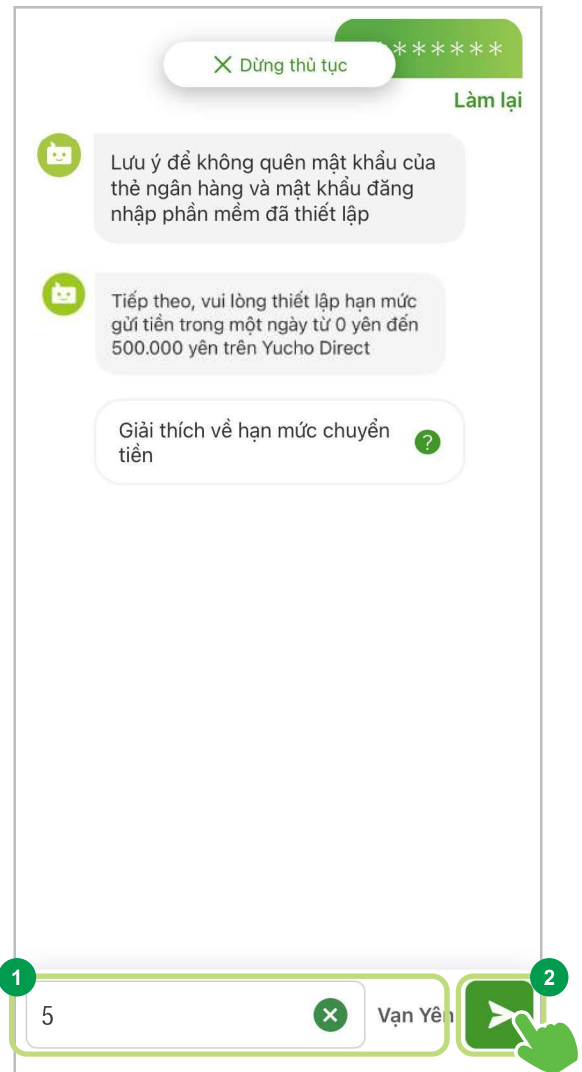 *******
Dừng thủ tục
Làm lại
Lưu ý để không quên mật khẩu của
thẻ ngân hàng và mật khẩu đăng
nhập phần mềm đã thiết lập
Tiếp theo, vui lòng thiết lập hạn mức
gửi tiền trong một ngày từ 0 yên đến
500.000 yên trên Yucho Direct
Giải thích về hạn mức chuyển
tiền
?
1
2
5
Vạn Yên